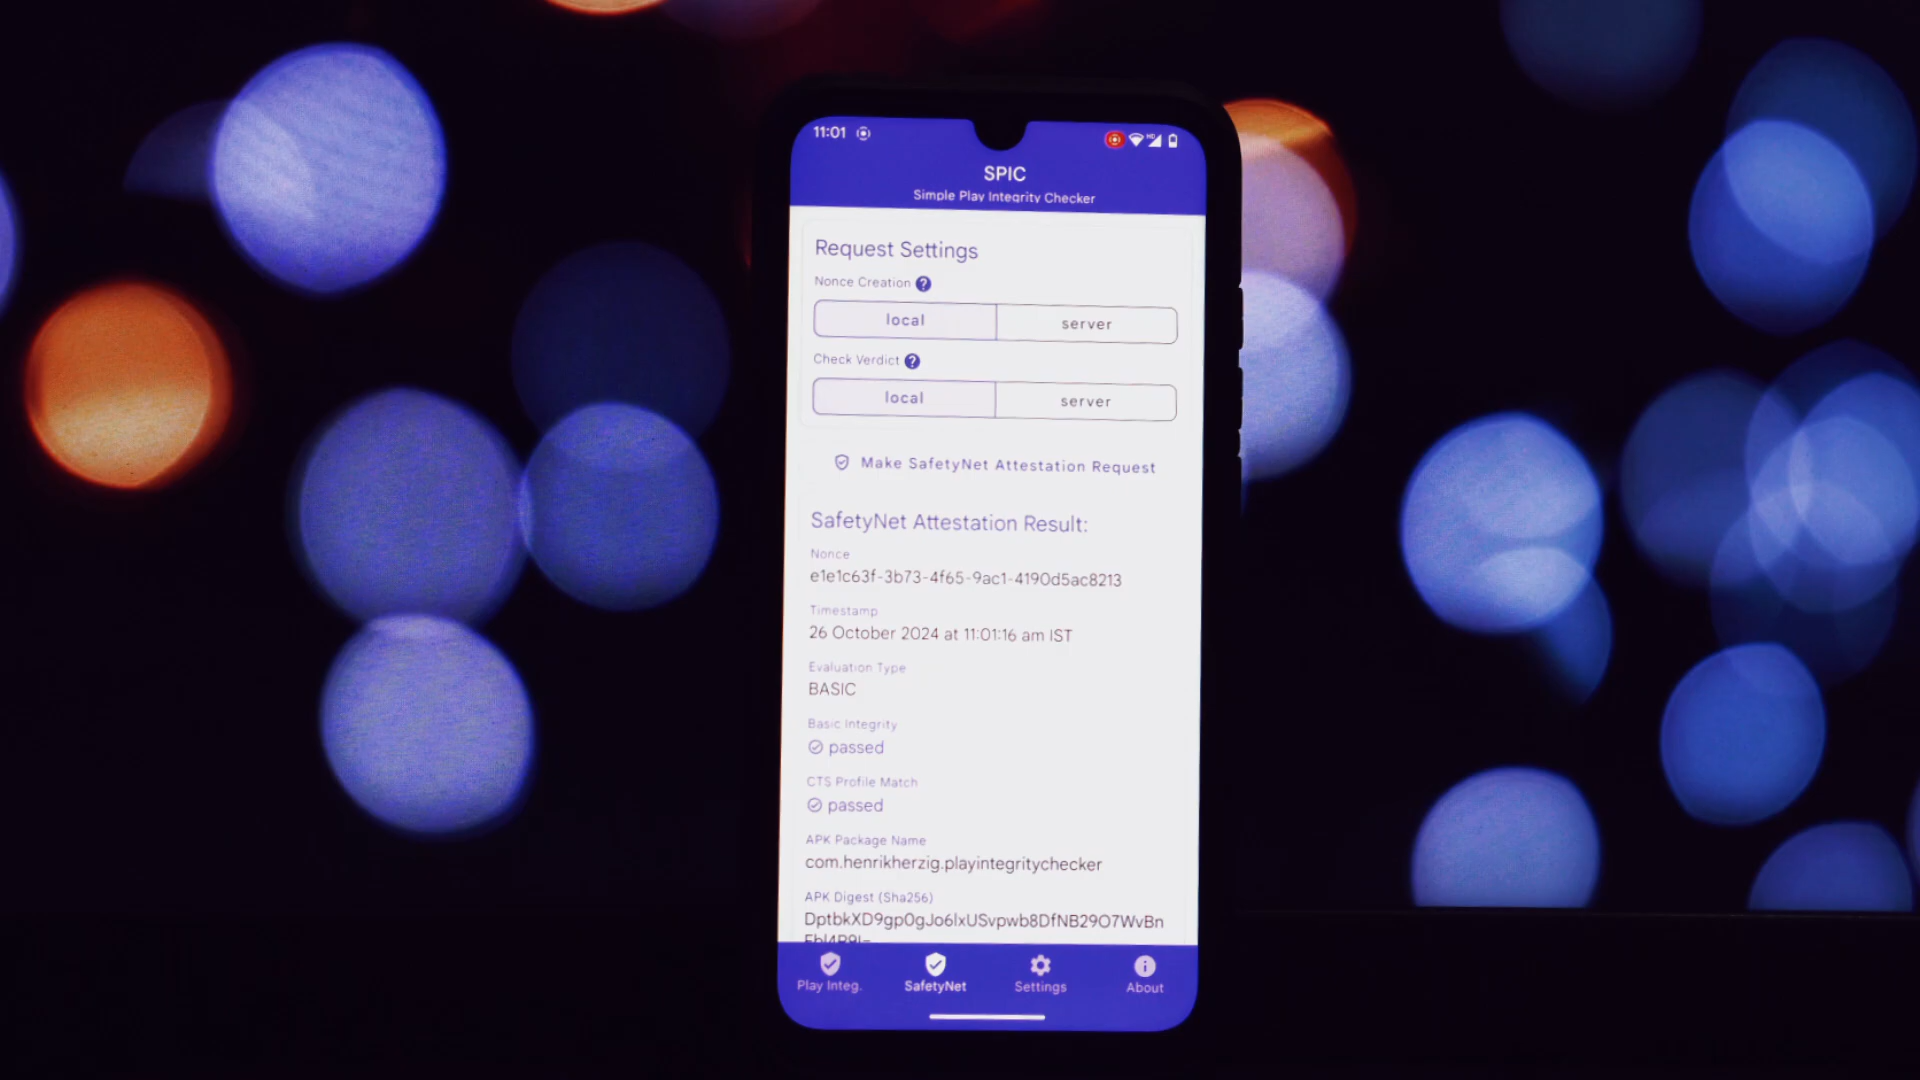 11:01
SPIC
Simple Play Integrity Checker
Request Settings
Nonce Creation ?
local server
Check Verdict ?
local server
Make SafetyNet Attestation Request
SafetyNet Attestation Result:
Nonce
e1e1c63f-3b73-4f65-9ac1-4190d5ac8213
Timestamp
26 October 2024 at 11:01:16 am IST
Evaluation Type
BASIC
Basic Integrity
passed
CTS Profile Match
passed
APK Package Name
com.henrikherzig.playintegritychecker
APK Digest (Sha256)
DptbkXD9gp0gJo6lxUSvpwb8DfNB29O7WvBn
Play Integ. SafetyNet Settings About